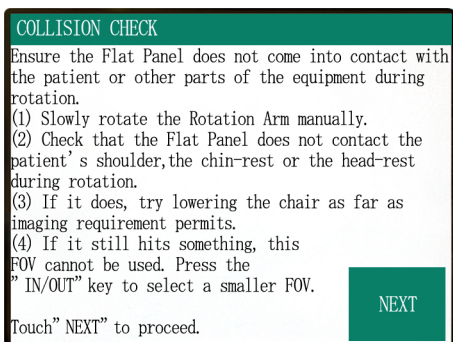 COLLISION CHECK
Ensure the Flat Panel does not come into contact with
the patient or other parts of the equipment during
rotation.
(1) Slowly rotate the Rotation Arm manually.
(2) Check that the Flat Panel does not contact the
patient's shoulder,the chin-rest or the head-rest
during rotation.
(3) If it does, try lowering the chair as far as
imaging requirement permits.
(4) If it still hits something, this
FOV cannot be used. Press the
"IN/OUT" key to select a smaller FOV.
NEXT
Touch"NEXT" to proceed.